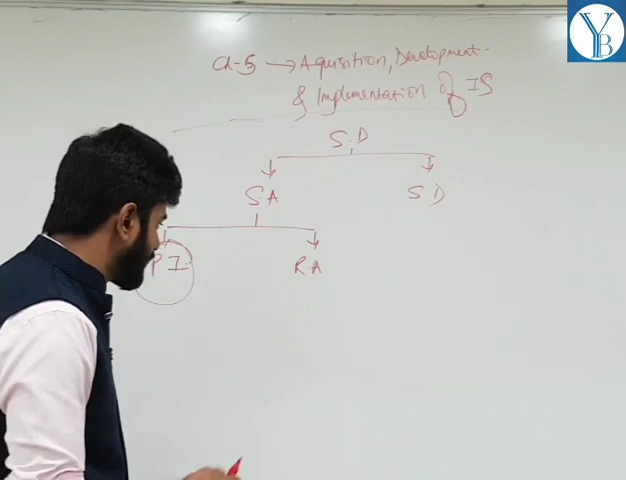 Ch-5 → Aquisition, Development
& Implementation of IS
S.D
SA SD
PI RA
YB